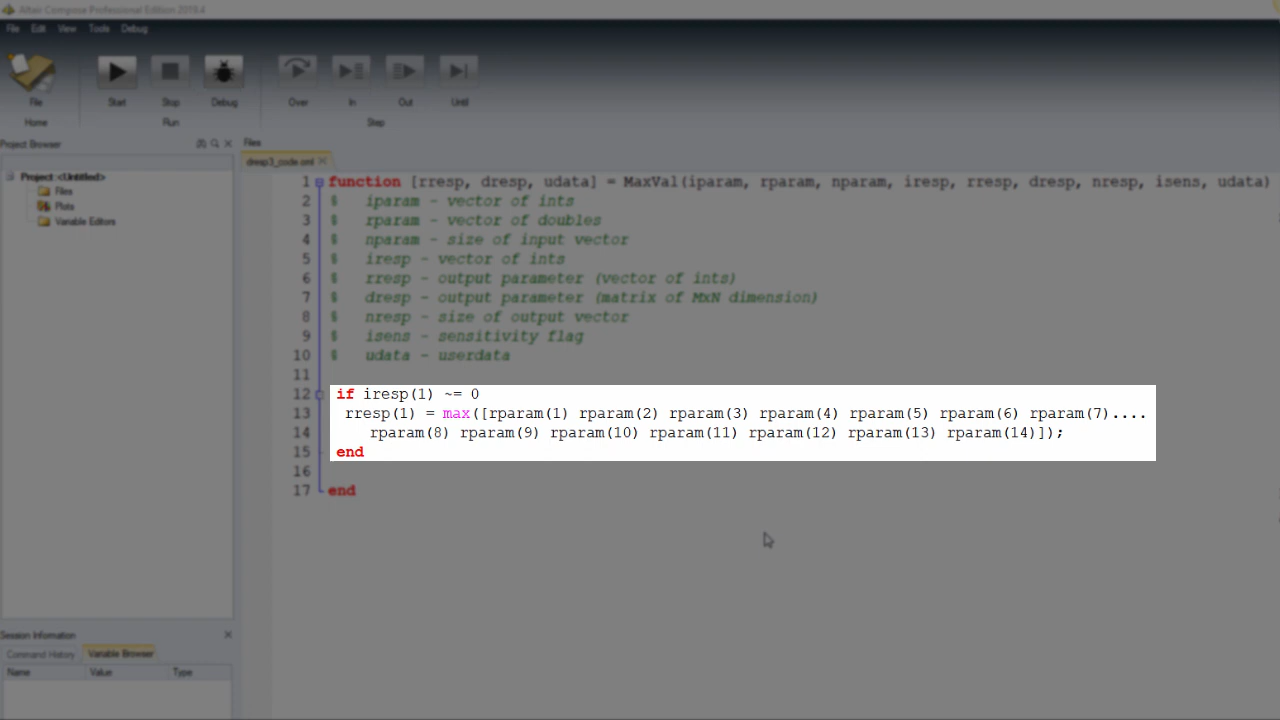 Altair Compose Professional Edition 2019.4
File Edit View Tools Debug
File Start Stop Debug Over In Out Until
Home Run Step
Project Browser
Files
dresp3_code.oml
Project :<Untitled>
Files
Plots
Variable Editors
1 function [rresp, dresp, udata] = MaxVal(iparam, rparam, nparam, iresp, rresp, dresp, nresp, isens, udata)
2 % iparam - vector of ints
3 % rparam - vector of doubles
4 % nparam - size of input vector
5 % iresp - vector of ints
6 % rresp - output parameter (vector of ints)
7 % dresp - output parameter (matrix of MxN dimension)
8 % nresp - size of output vector
9 % isens - sensitivity flag
10 % udata - userdata
11
12 if iresp(1) ~= 0
13 rresp(1) = max([rparam(1) rparam(2) rparam(3) rparam(4) rparam(5) rparam(6) rparam(7)....
14 rparam(8) rparam(9) rparam(10) rparam(11) rparam(12) rparam(13) rparam(14)]);
15 end
16
17 end
Session Information
Command History Variable Browser
Name Value Type